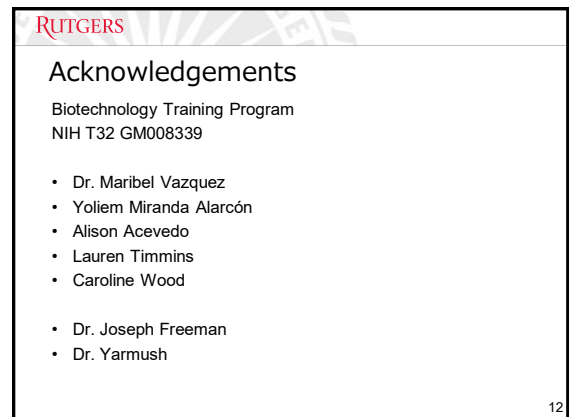 RUTGERS
Acknowledgements
Biotechnology Training Program
NIH T32 GM008339
• Dr. Maribel Vazquez
• Yoliem Miranda Alarcón
• Alison Acevedo
• Lauren Timmins
• Caroline Wood
• Dr. Joseph Freeman
• Dr. Yarmush
12